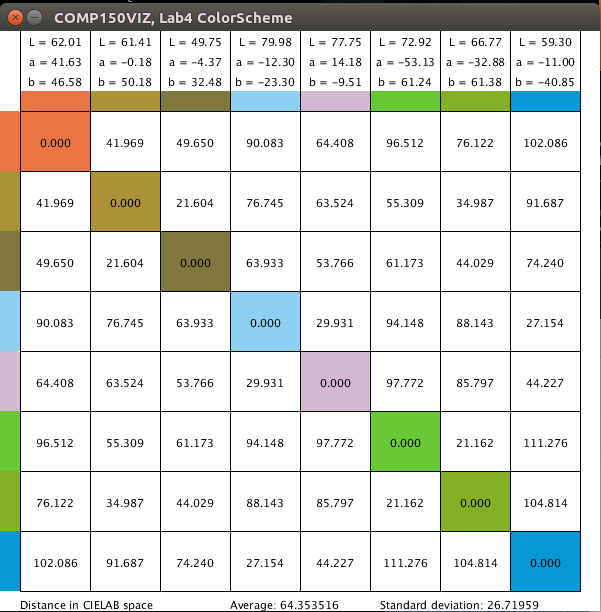 COMP150VIZ, Lab4 ColorScheme
L = 62.01 L = 61.41 L = 49.75 L = 79.98 L = 77.75 L = 72.92 L = 66.77 L = 59.30
a = 41.63 a = -0.18 a = -4.37 a = -12.30 a = 14.18 a = -53.13 a = -32.88 a = -11.00
b = 46.58 b = 50.18 b = 32.48 b = -23.30 b = -9.51 b = 61.24 b = 61.38 b = -40.85
0.000 41.969 49.650 90.083 64.408 96.512 76.122 102.086
41.969 0.000 21.604 76.745 63.524 55.309 34.987 91.687
49.650 21.604 0.000 63.933 53.766 61.173 44.029 74.240
90.083 76.745 63.933 0.000 29.931 94.148 88.143 27.154
64.408 63.524 53.766 29.931 0.000 97.772 85.797 44.227
96.512 55.309 61.173 94.148 97.772 0.000 21.162 111.276
76.122 34.987 44.029 88.143 85.797 21.162 0.000 104.814
102.086 91.687 74.240 27.154 44.227 111.276 104.814 0.000
Distance in CIELAB space Average: 64.353516 Standard deviation: 26.71959